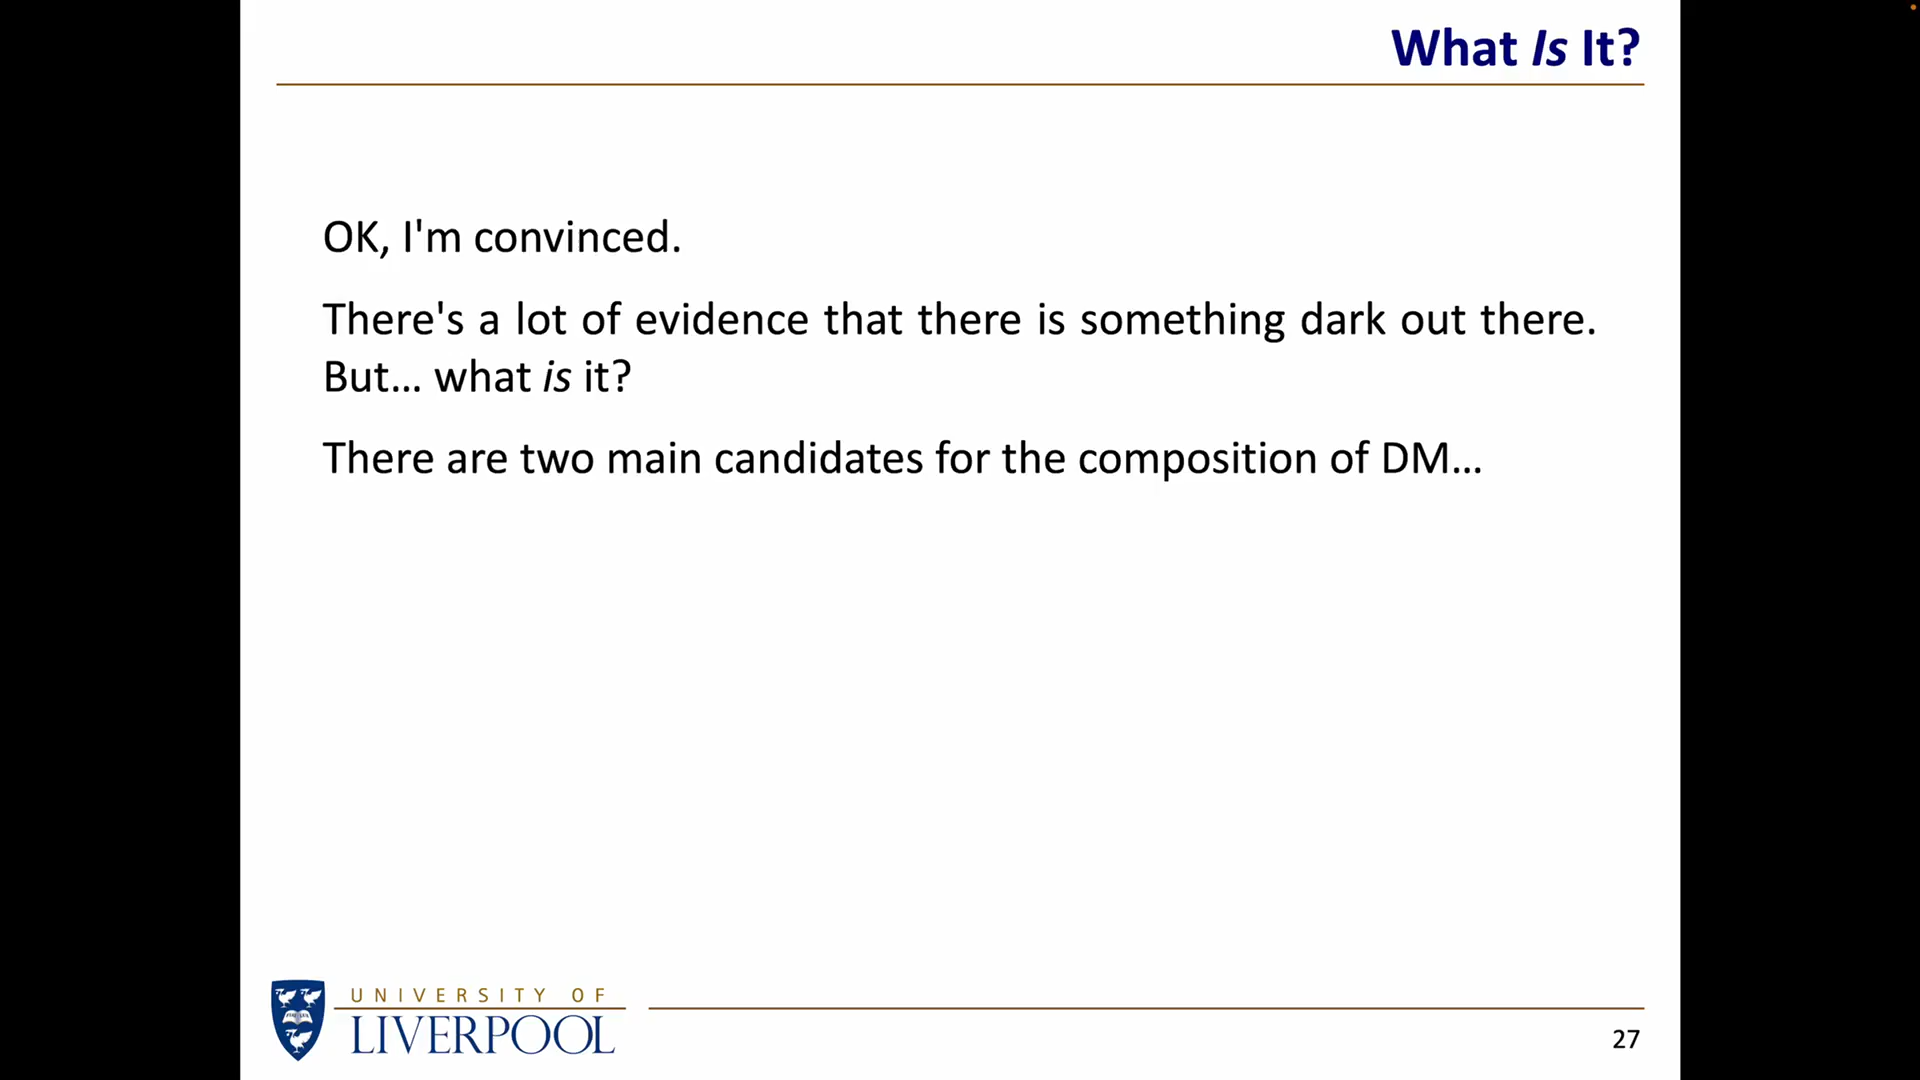 What Is It?
OK, I'm convinced.
There's a lot of evidence that there is something dark out there.
But... what is it?
There are two main candidates for the composition of DM...
UNIVERSITY OF
LIVERPOOL
27